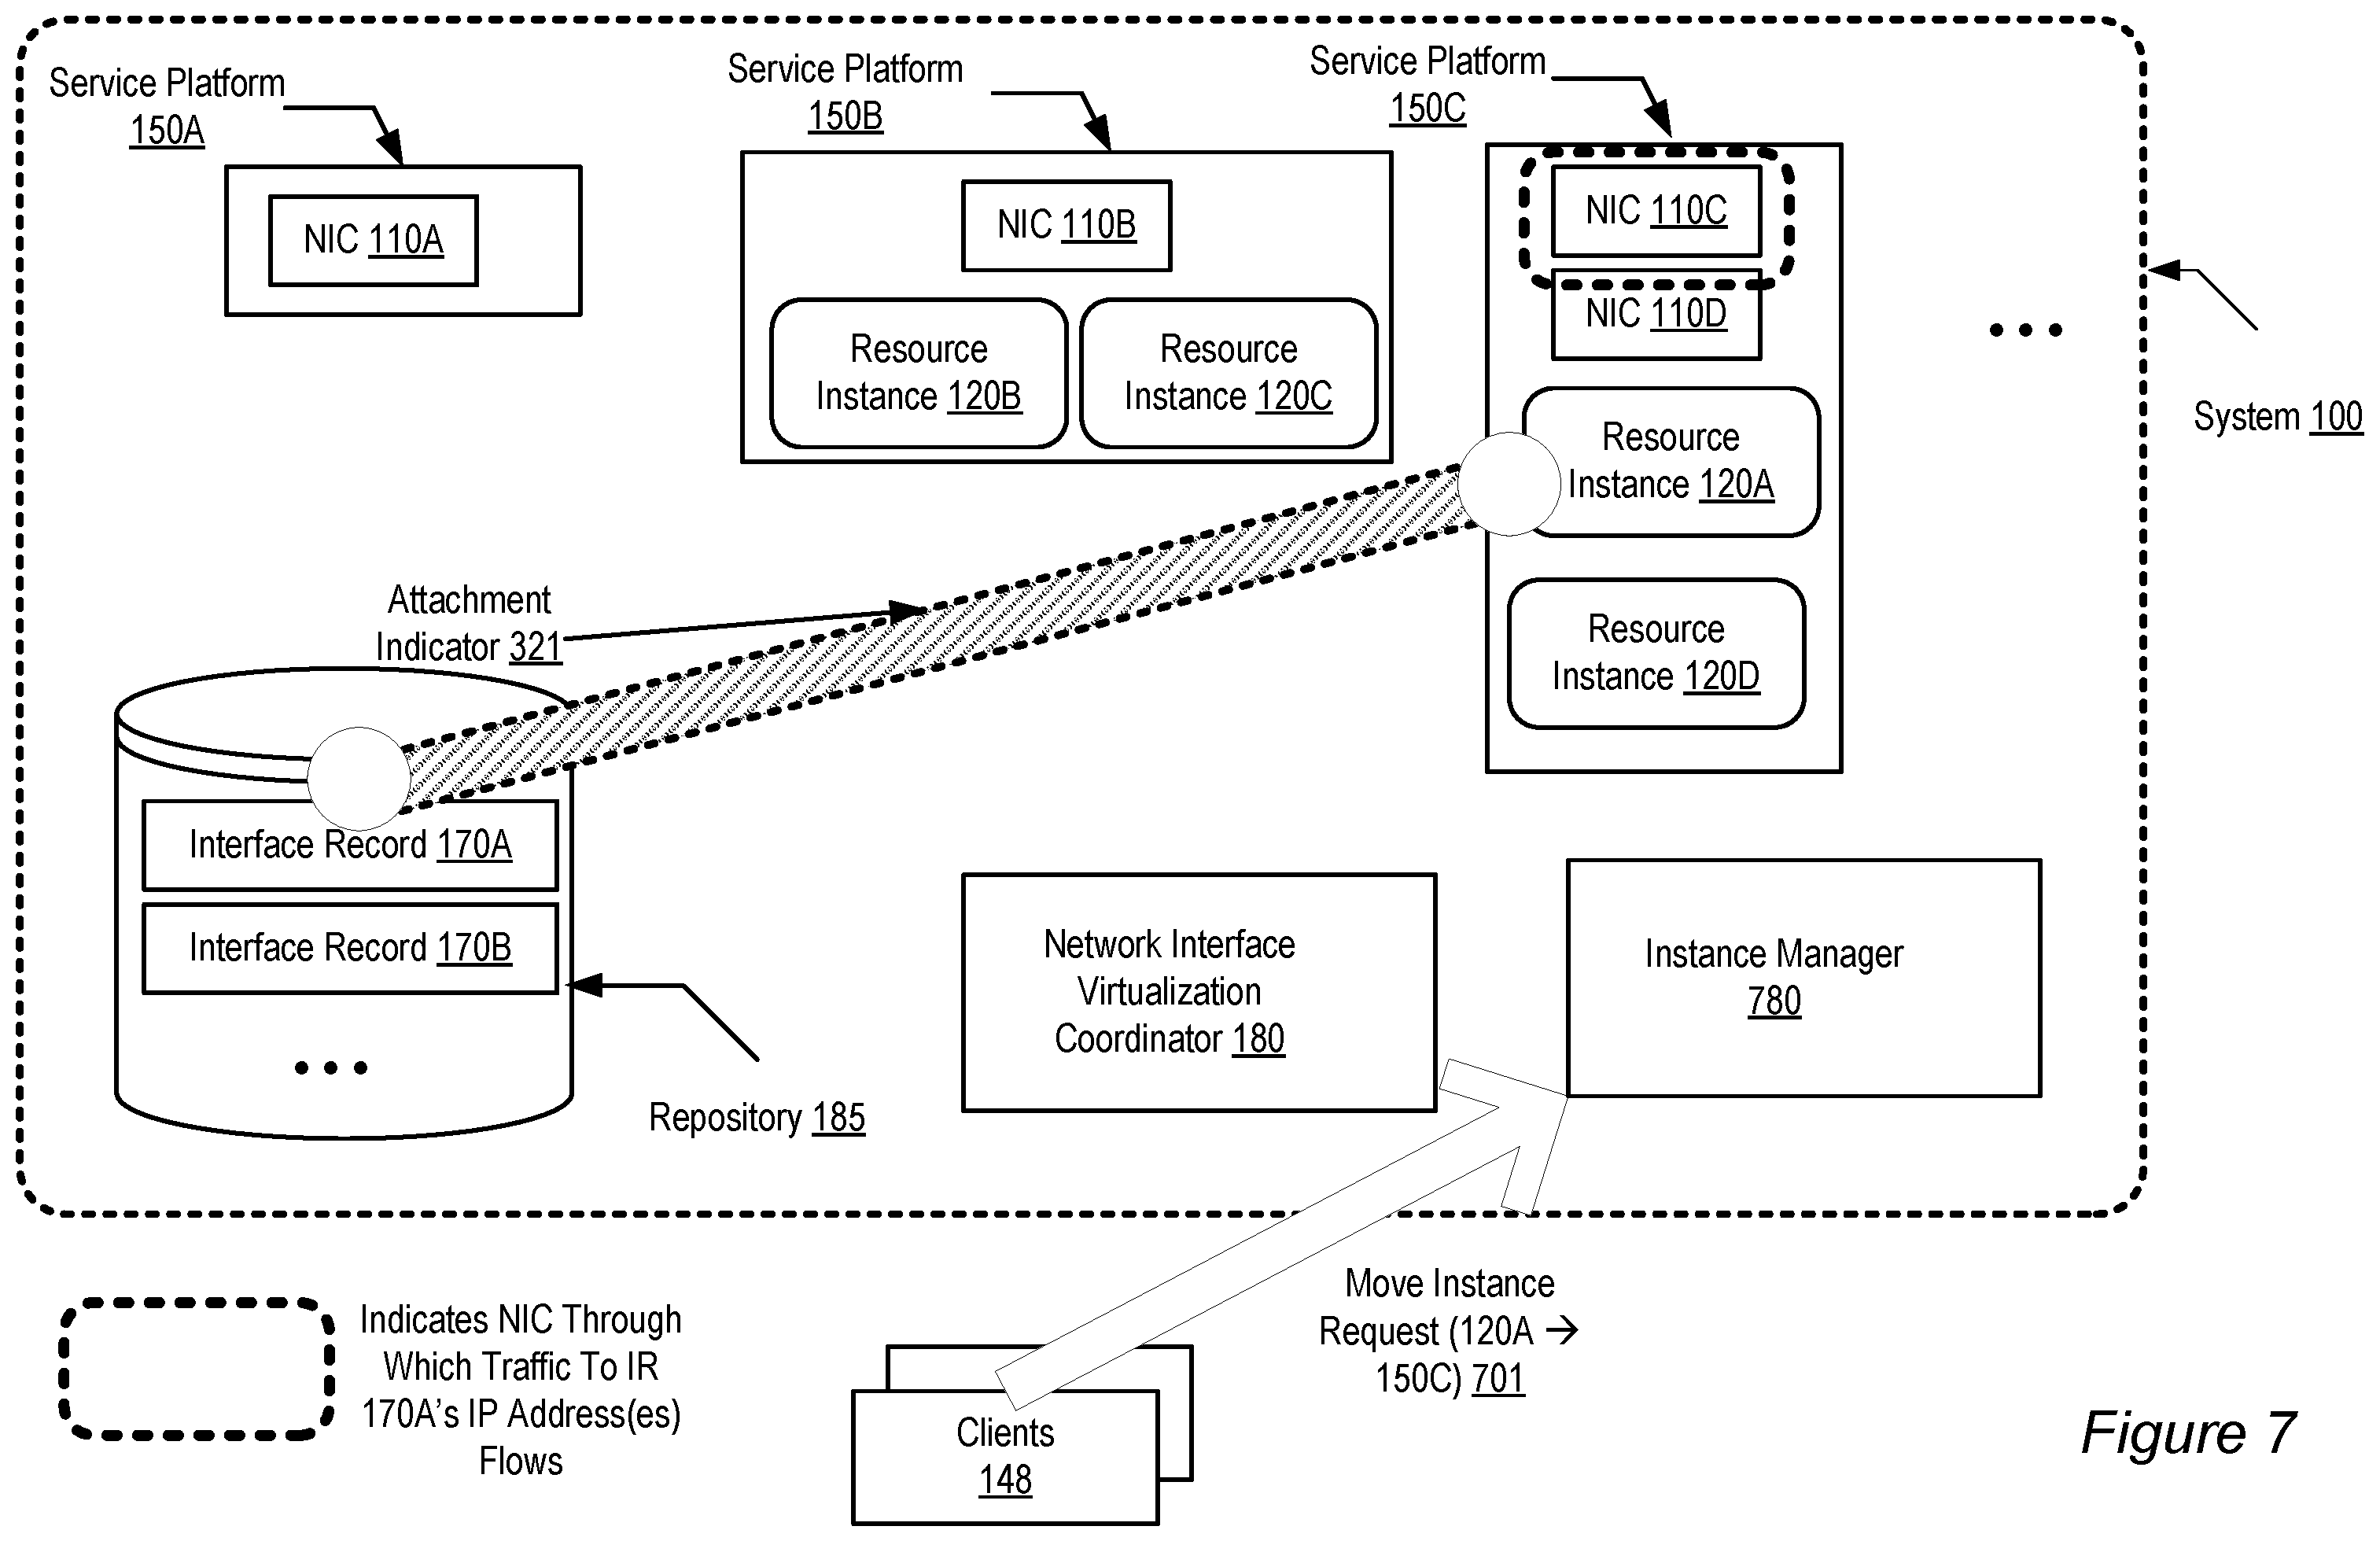 Service Platform
150A
NIC 110A
Service Platform
150B
NIC 110B
Resource
Instance 120B
Resource
Instance 120C
Service Platform
150C
NIC 110C
NIC 110D
Resource
Instance 120A
Resource
Instance 120D
System 100
Attachment
Indicator 321
Interface Record 170A
Interface Record 170B
Repository 185
Network Interface
Virtualization
Coordinator 180
Instance Manager
780
Move Instance
Request (120A →
150C) 701
Clients
148
Indicates NIC Through
Which Traffic To IR
170A's IP Address(es)
Flows
Figure 7